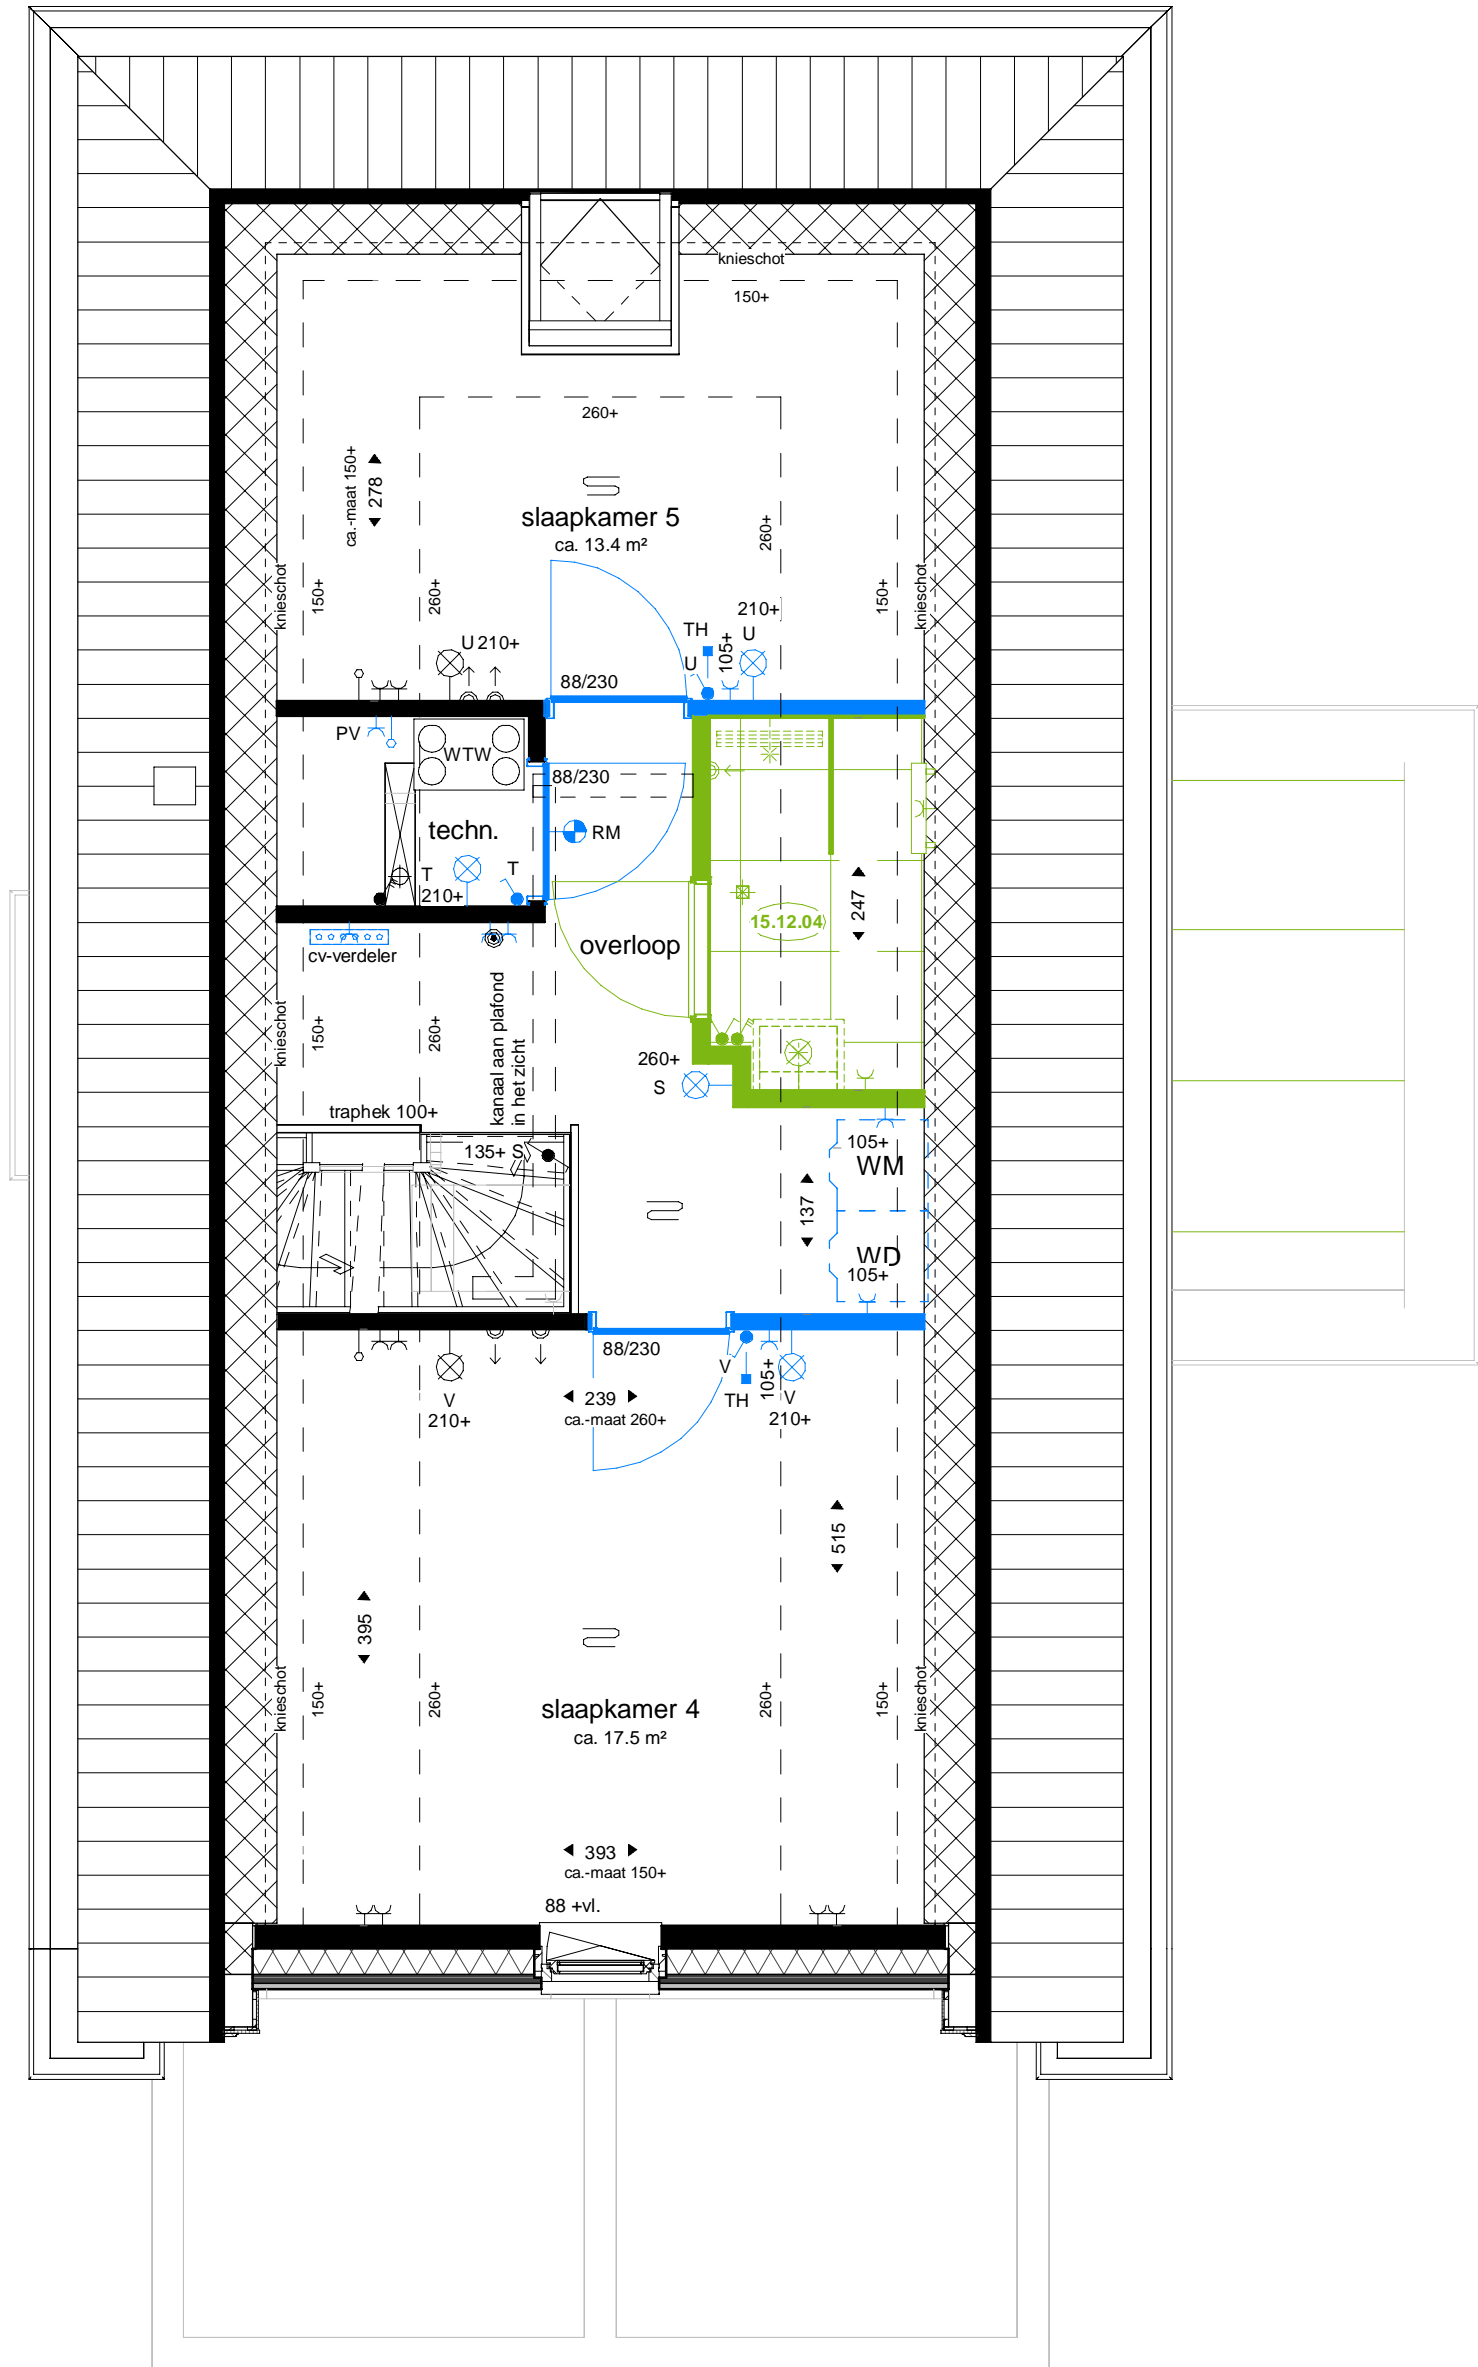 knieschot
150+
260+
ca.-maat 150+
278
slaapkamer 5
ca. 13.4 m²
260+
knieschot
150+
260+
150+
knieschot
U 210+
TH
U
105+
210+
U
88/230
PV
WTW
88/230
techn.
RM
T
210+
T
247
15.12.04
overloop
cv-verdeler
knieschot
150+
260+
kanaal aan plafond
in het zicht
260+
S
traphek 100+
135+ S
105+
WM
137
WD
105+
88/230
V
210+
239
ca.-maat 260+
V
TH
105+
V
210+
515
395
knieschot
150+
260+
slaapkamer 4
ca. 17.5 m²
260+
150+
knieschot
393
ca.-maat 150+
88 +vl.